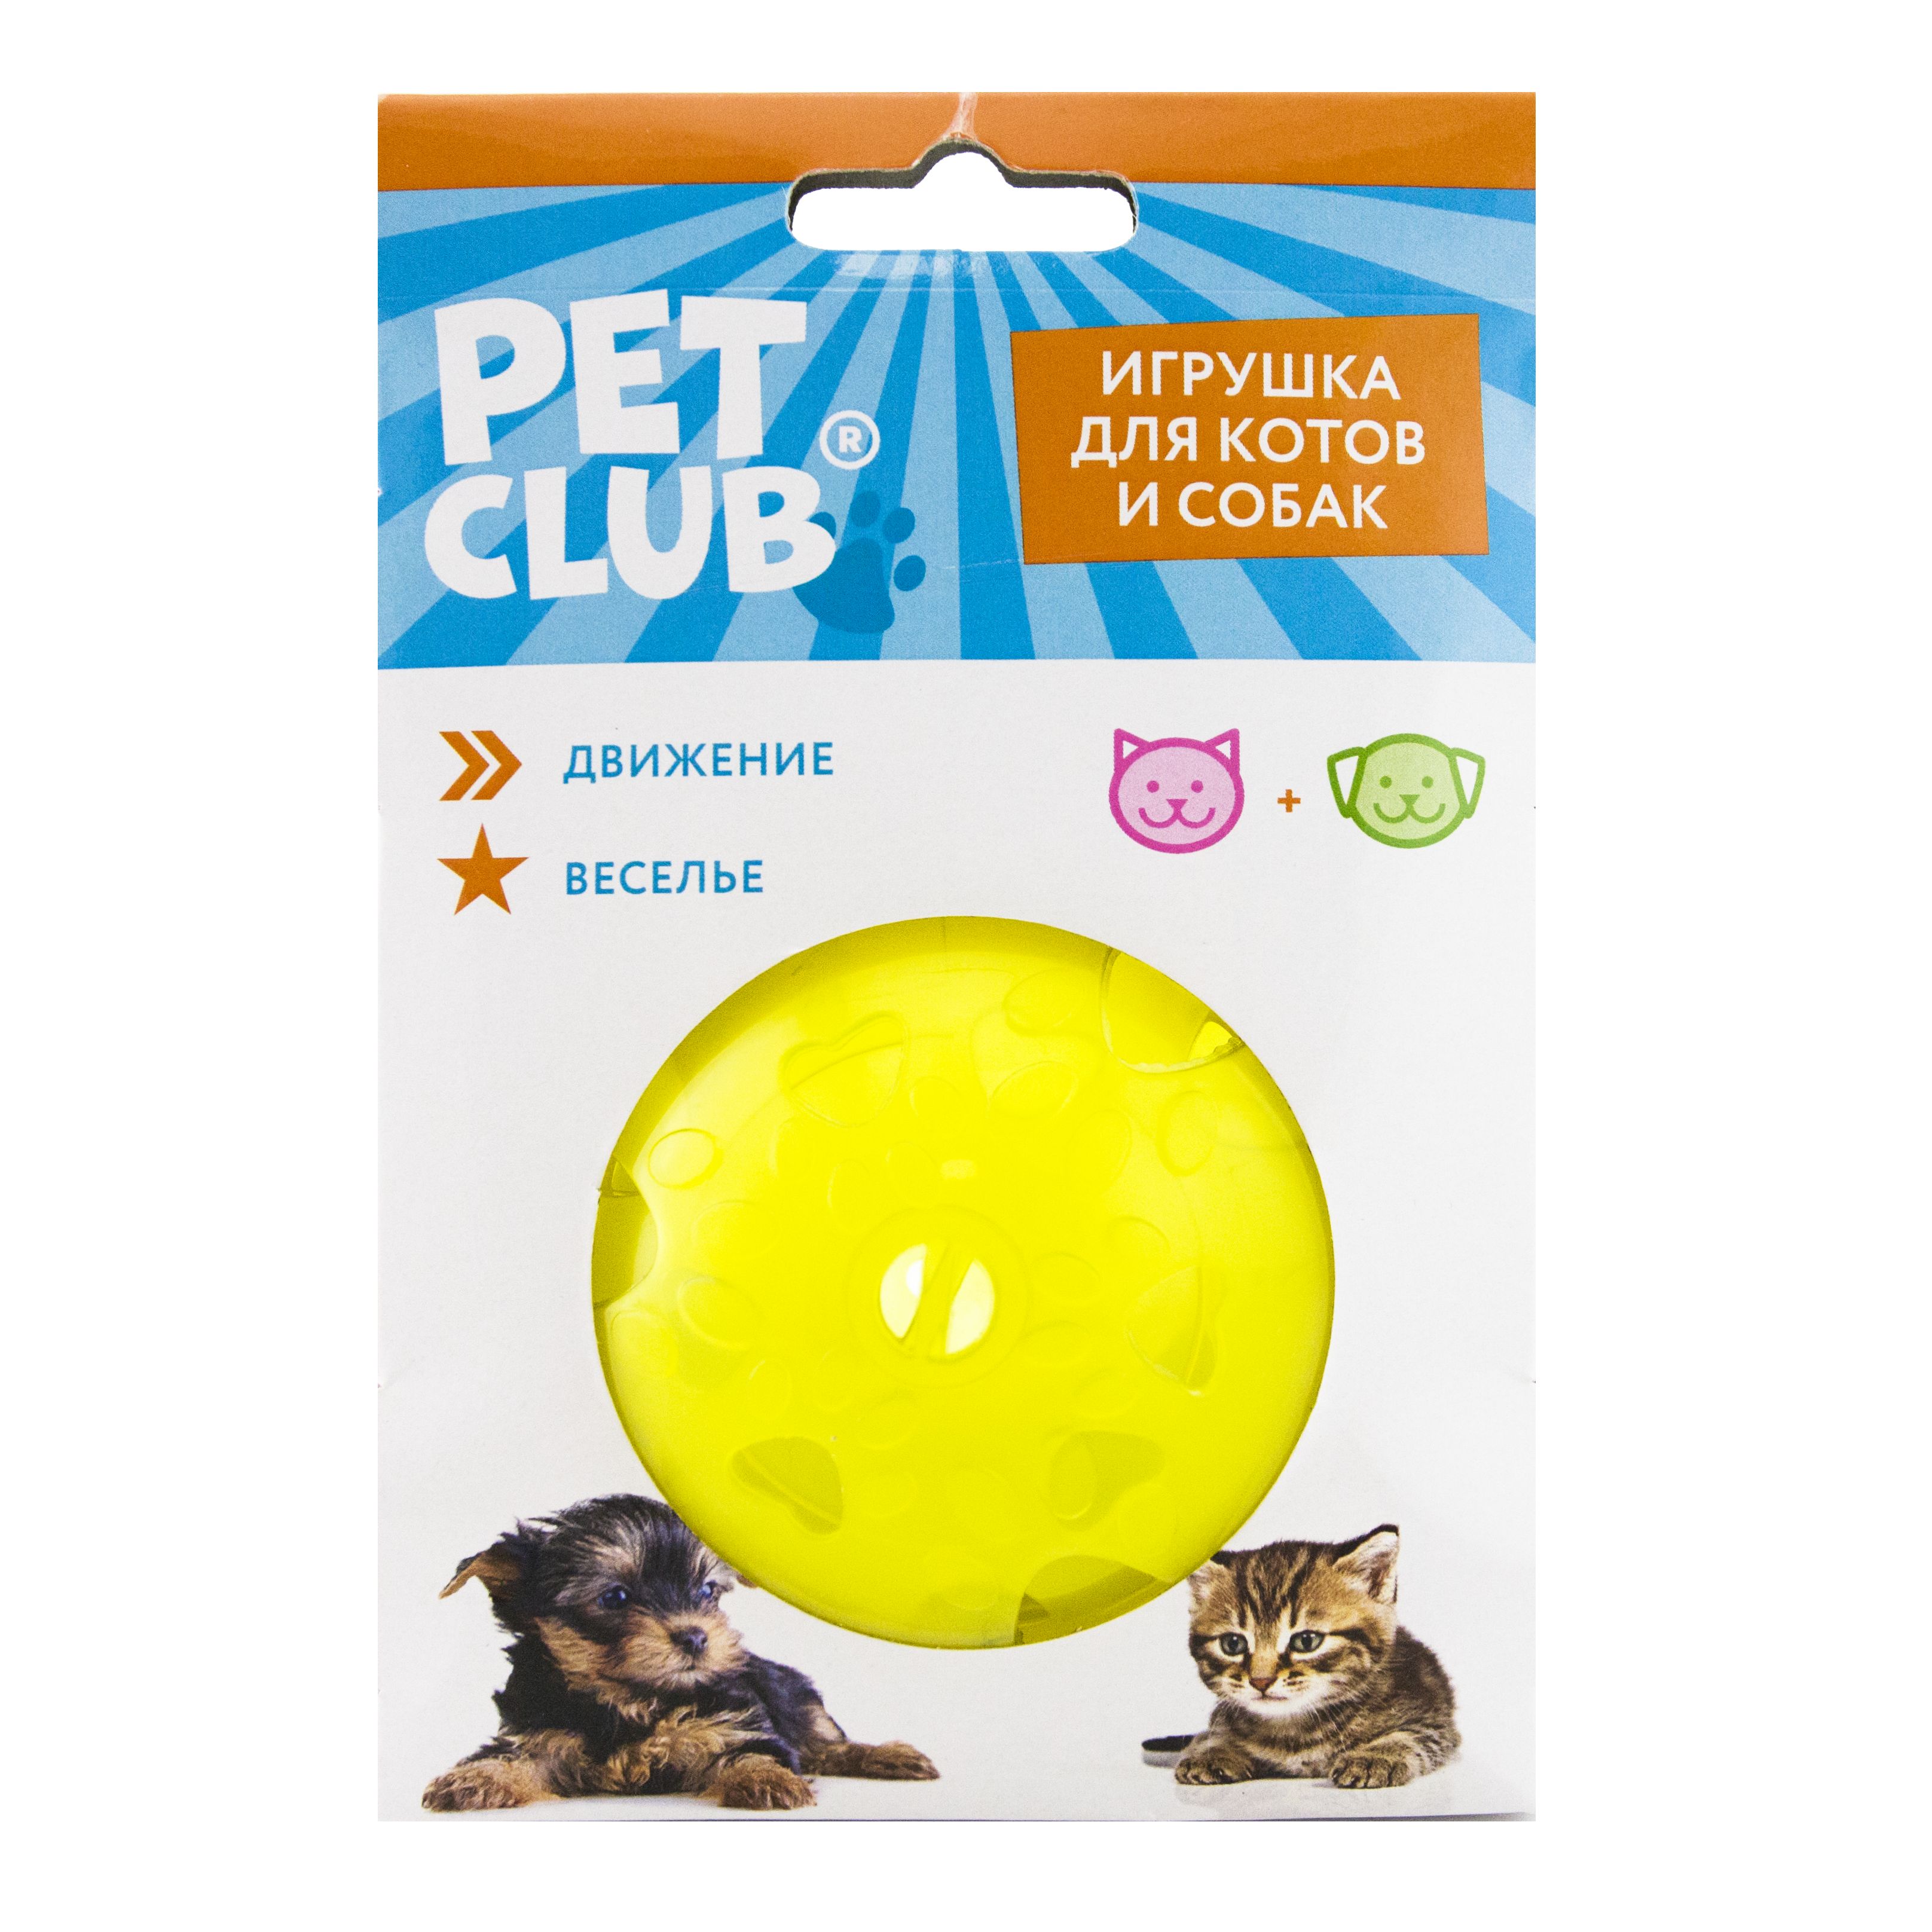 PET
CLUB®
ИГРУШКА
ДЛЯ КОТОВ
И СОБАК
ДВИЖЕНИЕ
+
ВЕСЕЛЬЕ